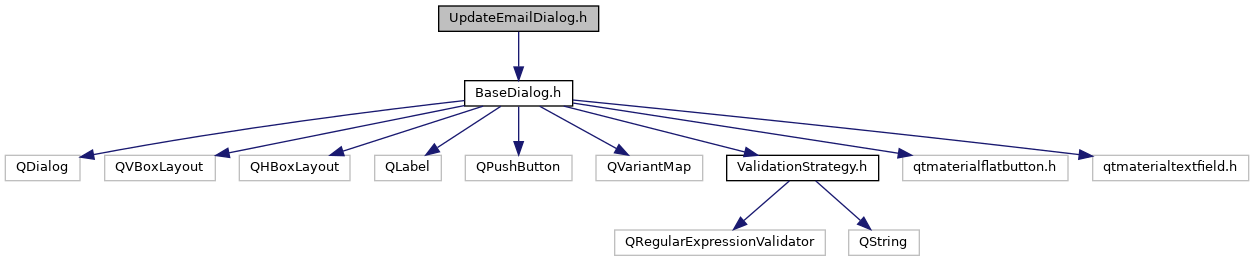 UpdateEmailDialog.h
BaseDialog.h
QDialog
QVBoxLayout
QHBoxLayout
QLabel
QPushButton
QVariantMap
ValidationStrategy.h
qtmaterialflatbutton.h
qtmaterialtextfield.h
QRegularExpressionValidator
QString